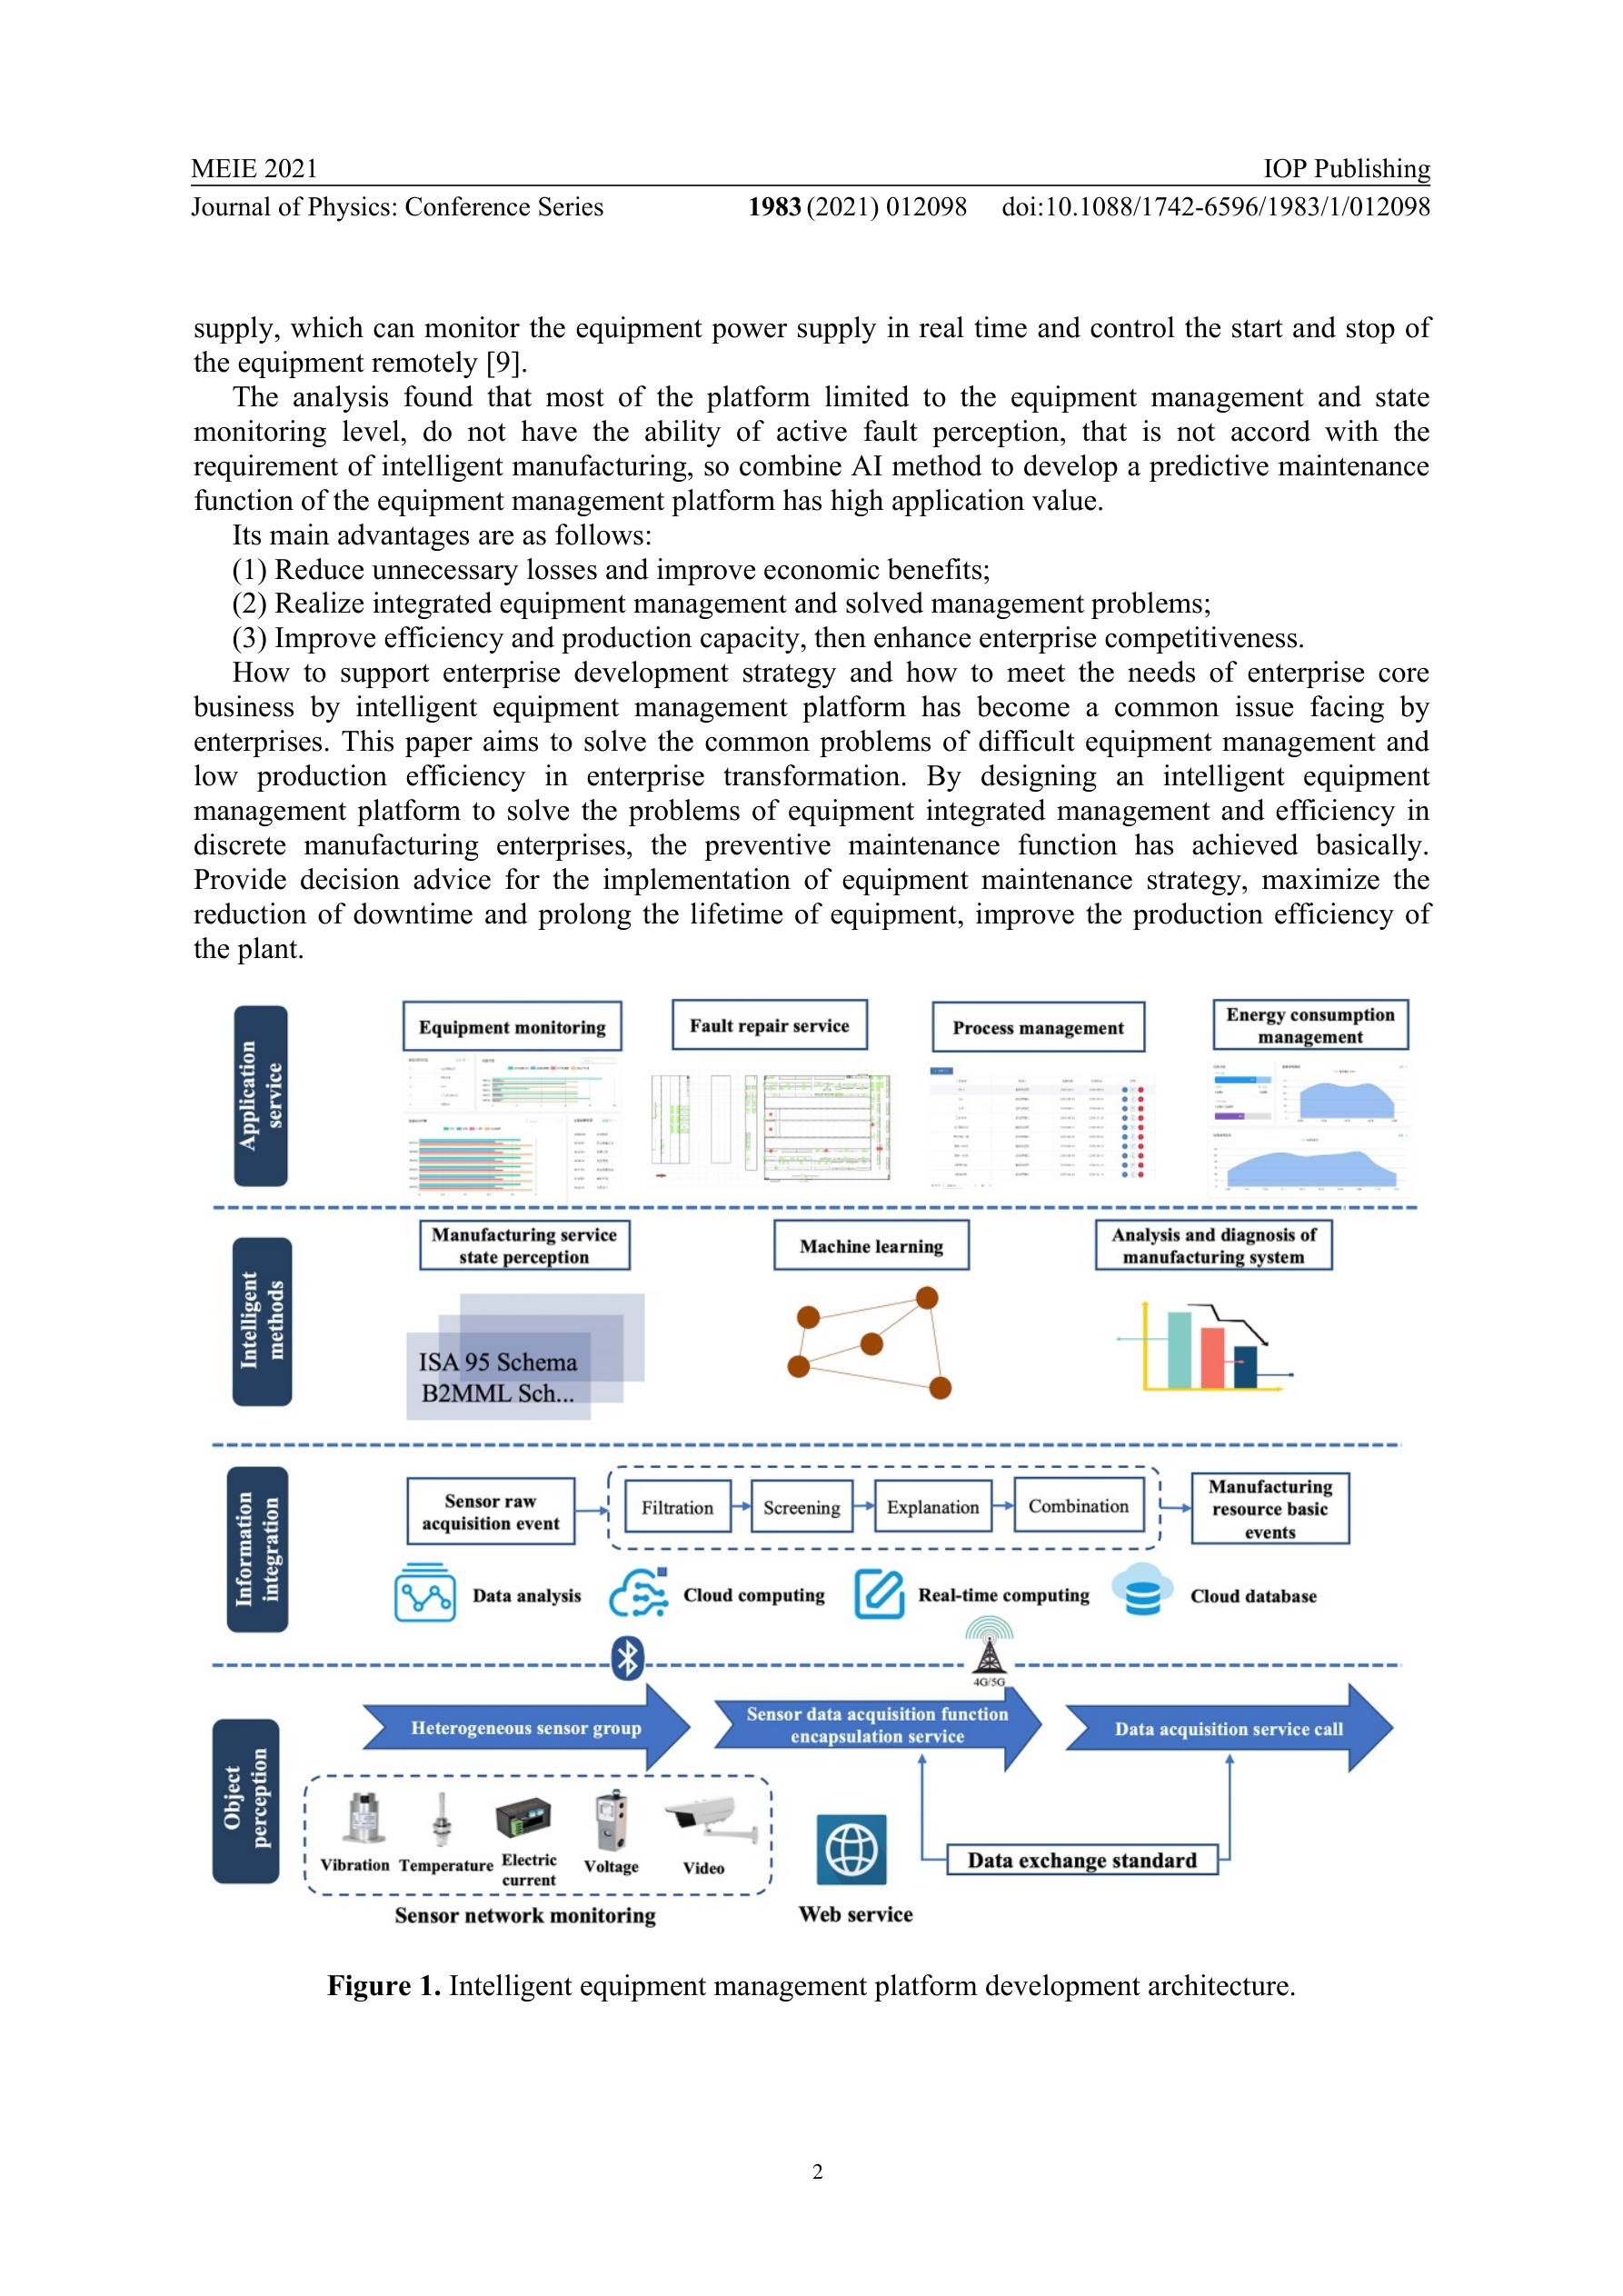 MEIE 2021
IOP Publishing
Journal of Physics: Conference Series
1983 (2021) 012098
doi:10.1088/1742-6596/1983/1/012098
supply, which can monitor the equipment power supply in real time and control the start and stop of
the equipment remotely [9].
The analysis found that most of the platform limited to the equipment management and state
monitoring level, do not have the ability of active fault perception, that is not accord with the
requirement of intelligent manufacturing, so combine AI method to develop a predictive maintenance
function of the equipment management platform has high application value.
Its main advantages are as follows:
(1) Reduce unnecessary losses and improve economic benefits;
(2) Realize integrated equipment management and solved management problems;
(3) Improve efficiency and production capacity, then enhance enterprise competitiveness.
How to support enterprise development strategy and how to meet the needs of enterprise core
business by intelligent equipment management platform has become a common issue facing by
enterprises. This paper aims to solve the common problems of difficult equipment management and
low production efficiency in enterprise transformation. By designing an intelligent equipment
management platform to solve the problems of equipment integrated management and efficiency in
discrete manufacturing enterprises, the preventive maintenance function has achieved basically.
Provide decision advice for the implementation of equipment maintenance strategy, maximize the
reduction of downtime and prolong the lifetime of equipment, improve the production efficiency of
the plant.
Application
service
Equipment monitoring
Fault repair service
Process management
Energy consumption
management
Intelligent
methods
Manufacturing service
state perception
Machine learning
Analysis and diagnosis of
manufacturing system
ISA 95 Schema
B2MML Sch...
Information
integration
Sensor raw
acquisition event
Filtration
Screening
Explanation
Combination
Manufacturing
resource basic
events
Data analysis
Cloud computing
Real-time computing
Cloud database
4G/5G
Object
perception
Heterogeneous sensor group
Sensor data acquisition function
encapsulation service
Data acquisition service call
Vibration
Temperature
Electric
current
Voltage
Video
Data exchange standard
Sensor network monitoring
Web service
Figure 1. Intelligent equipment management platform development architecture.
2